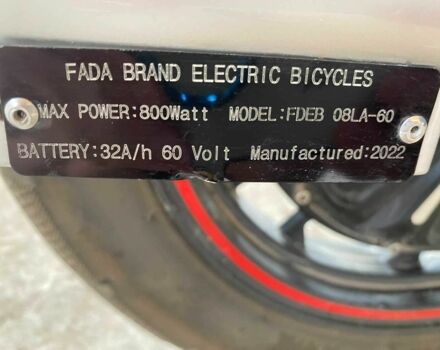 FADA BRAND ELECTRIC BICYCLES
MAX POWER:800Watt MODEL:FDEB 08LA-60
BATTERY:32A/h 60 Volt Manufactured:2022